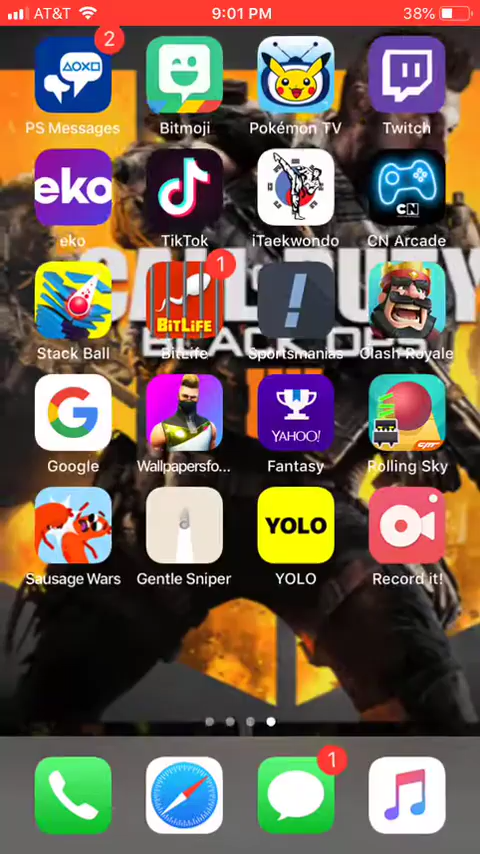 AT&T 9:01 PM 38%
2
PS Messages Bitmoji Pokémon TV Twitch
eko CN
eko TikTok iTaekwondo CN Arcade
1
BITLIFE
CALL OF DUTY
BLACK OPS
Stack Ball BitLife Sportsmanias Clash Royale
YAHOO!
Google Wallpapersfo... Fantasy Rolling Sky
YOLO
Sausage Wars Gentle Sniper YOLO Record it!
1